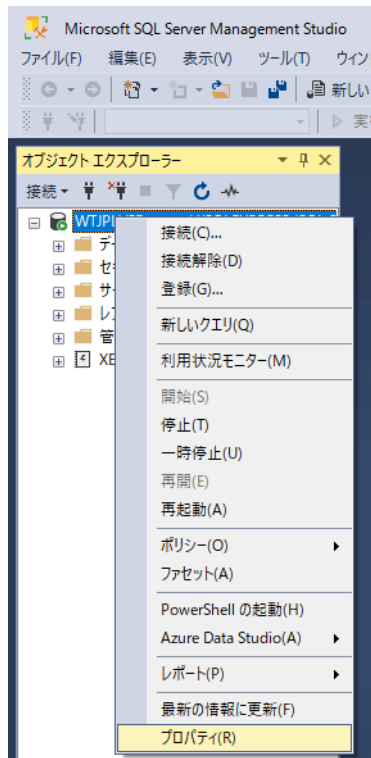 Microsoft SQL Server Management Studio
ファイル(F) 編集(E) 表示(V) ツール(T) ウイン
新しい
オブジェクト エクスプローラー
接続
接続(C)...
接続解除(D)
登録(G)...
新しいクエリ(Q)
利用状況モニター(M)
開始(S)
停止(T)
一時停止(U)
再開(E)
再起動(A)
ポリシー(O)
ファセット(A)
PowerShell の起動(H)
Azure Data Studio(A)
レポート(P)
最新の情報に更新(F)
プロパティ(R)